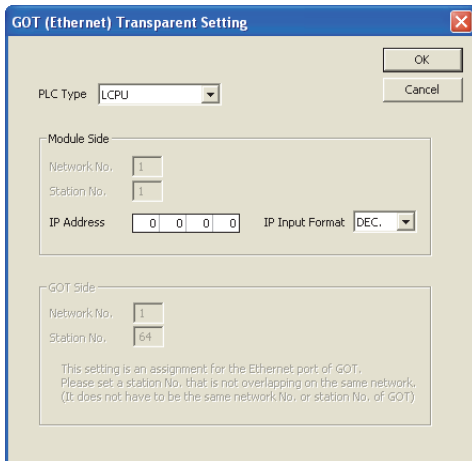 GOT (Ethernet) Transparent Setting
OK
PLC Type LCPU
Cancel
Module Side
Network No. 1
Station No. 1
IP Address 0 0 0 0 IP Input Format DEC.
GOT Side
Network No. 1
Station No. 64
This setting is an assignment for the Ethernet port of GOT.
Please set a station No. that is not overlapping on the same network.
(It does not have to be the same network No. or station No. of GOT)